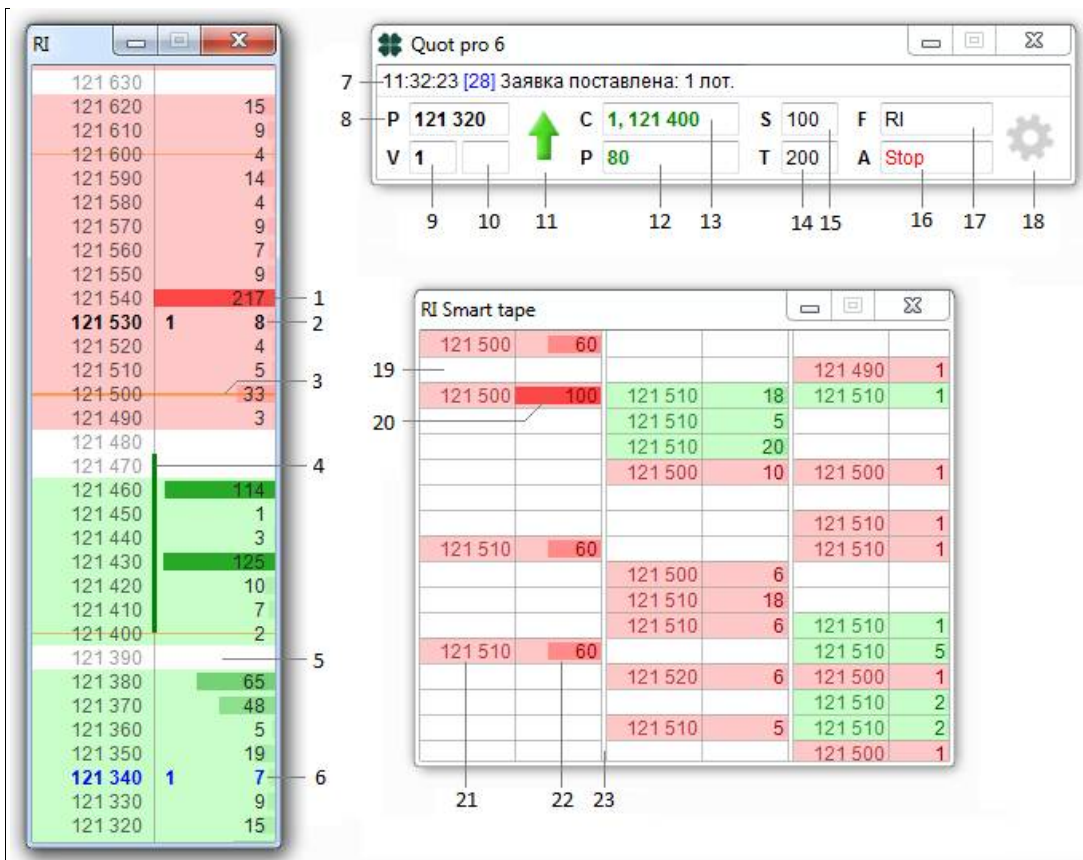 RI
121 630
121 620 15
121 610 9
121 600 4
121 590 14
121 580 4
121 570 9
121 560 7
121 550 9
121 540 217 1
121 530 1 8 2
121 520 4
121 510 5
3
121 500 33
121 490 3
121 480
121 470 4
121 460 114
121 450 1
121 440 3
121 430 125
121 420 10
121 410 7
121 400 2
121 390 5
121 380 65
121 370 48
121 360 5
121 350 19
121 340 1 7 6
121 330 9
121 320 15
Quot pro 6
7 11:32:23 [28] Заявка поставлена: 1 лот.
8 P 121 320 C 1, 121 400 S 100 F RI
V 1 P 80 T 200 A Stop
9 10 11 12 13 14 15 16 17 18
RI Smart tape
121 500 60
19 121 490 1
121 500 100 121 510 18 121 510 1
20 121 510 5
121 510 20
121 500 10 121 500 1
121 510 1
121 510 60 121 510 1
121 500 6
121 510 18
121 510 6 121 510 1
121 510 5
121 510 60
121 520 6 121 500 1
121 510 2
121 510 5 121 510 2
121 500 1
21 22 23